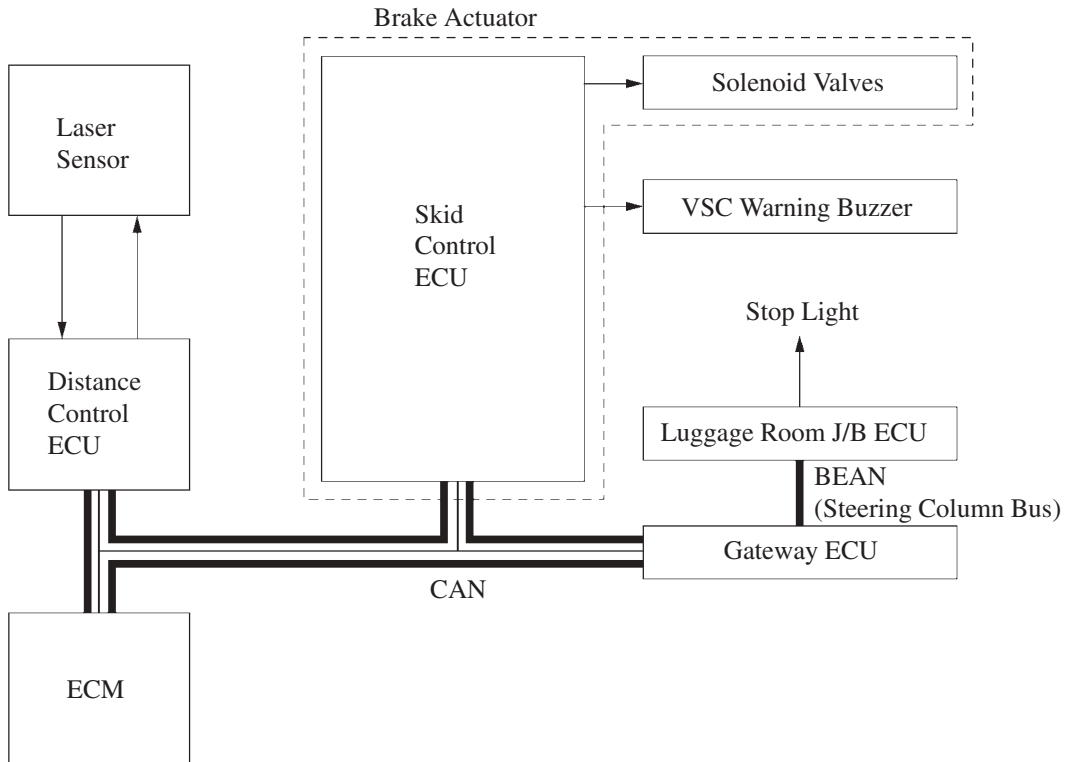 Brake Actuator
Solenoid Valves
Laser
Sensor
VSC Warning Buzzer
Skid
Control
ECU
Stop Light
Distance
Control
ECU
Luggage Room J/B ECU
BEAN
(Steering Column Bus)
Gateway ECU
CAN
ECM